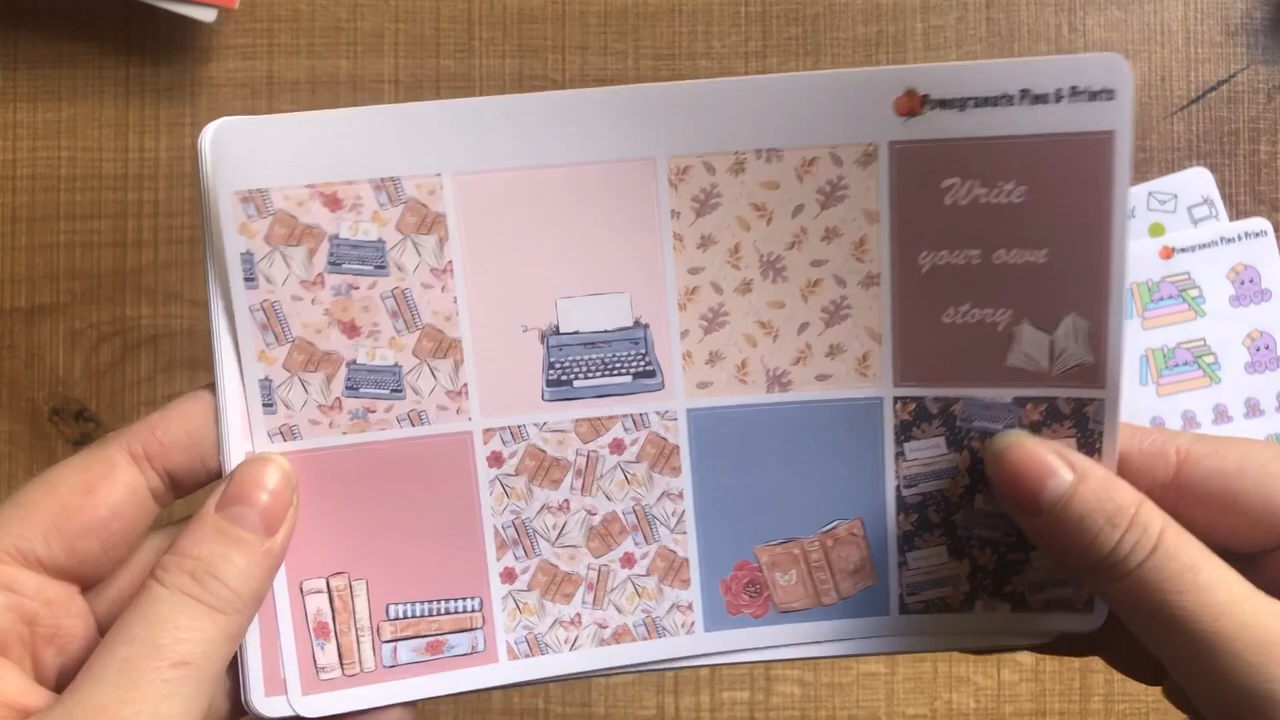 Pomegranate Pins & Prints
Write
your own
story
Pomegranate Pins & Prints